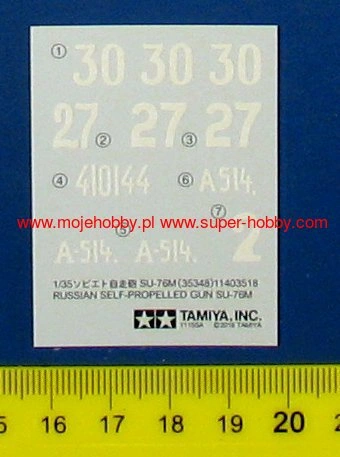 ① 30 30 30
27 ② 27 ③ 27
④ 410144 ⑥ A-514.
www.mojehobby.pl www.super-hobby.com
⑦
A-514. ⑤ A-514. 2
1/35ソビエト自走砲 SU-76M(35348)11403518
RUSSIAN SELF-PROPELLED GUN SU-76M
TAMIYA, INC.
1115SA ©2016 TAMIYA
15 16 17 18 19 20 21